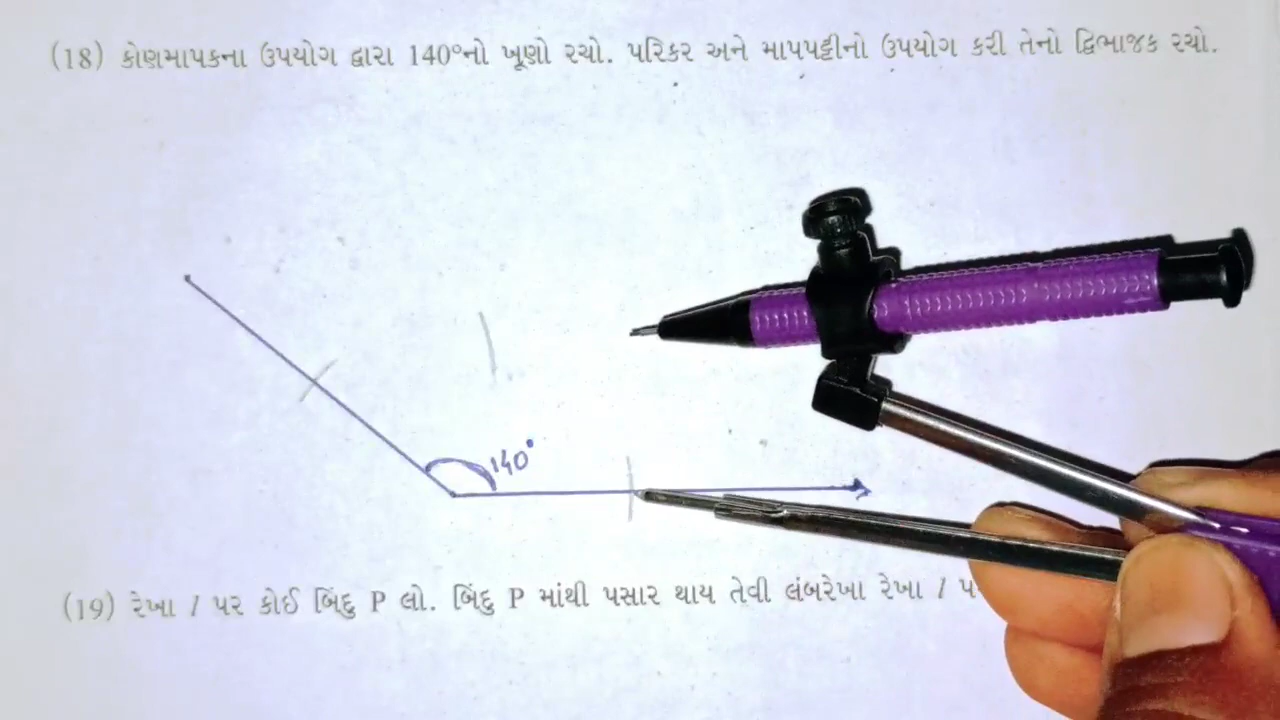 (18) કોણમાપકના ઉપયોગ દ્વારા 140°નો ખૂણો રચો. પરિકર અને માપપટ્ટીનો ઉપયોગ કરી તેનો દ્વિભાજક રચો.
140°
(19) રેખા l પર કોઈ બિંદુ P લો. બિંદુ P માંથી પસાર થાય તેવી લંબરેખા રેખા l